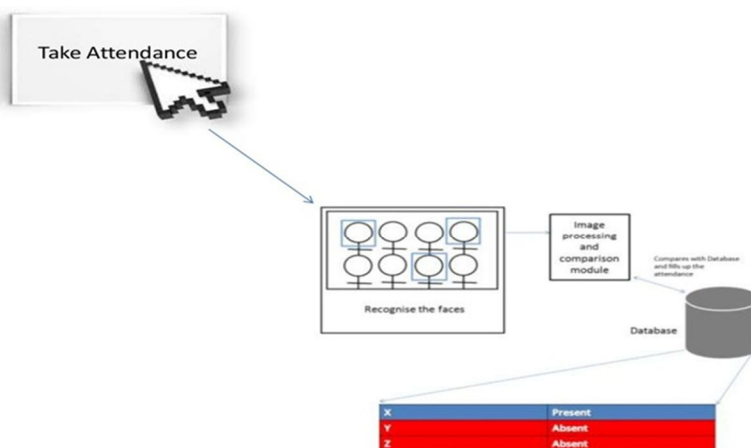 Take Attendance
Image
processing
and
comparison
module
Compares with Database
and fills up the
attendance
Recognise the faces
Database
X Present
Y Absent
Z Absent